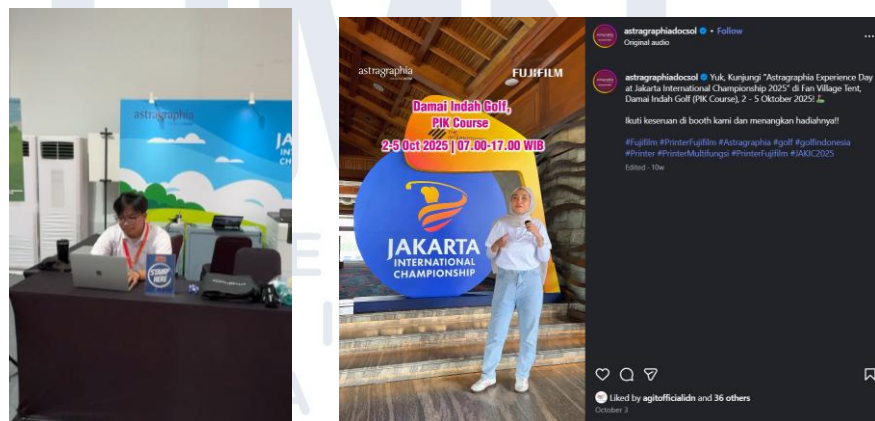 astragraphia
JA
INTE
CH
STAMP
HERE
astragraphia
FUJIFILM
Damai Indah Golf,
PIK Course
2-5 Oct 2025 | 07.00-17.00 WIB
JAKARTA
INTERNATIONAL
CHAMPIONSHIP
astragraphiadocsol • Follow
Original audio
astragraphiadocsol Yuk, Kunjungi "Astragraphia Experience Day
at Jakarta International Championship 2025" di Fan Village Tent,
Damai Indah Golf (PIK Course), 2 - 5 Oktober 2025!
Ikuti keseruan di booth kami dan menangkan hadiahnya!!
#Fujifilm #PrinterFujifilm #Astragraphia #golf #golfindonesia
#Printer #PrinterMultifungsi #PrinterFujifilm #JAKIC2025
Edited · 10w
Liked by agitofficialidn and 36 others
October 3